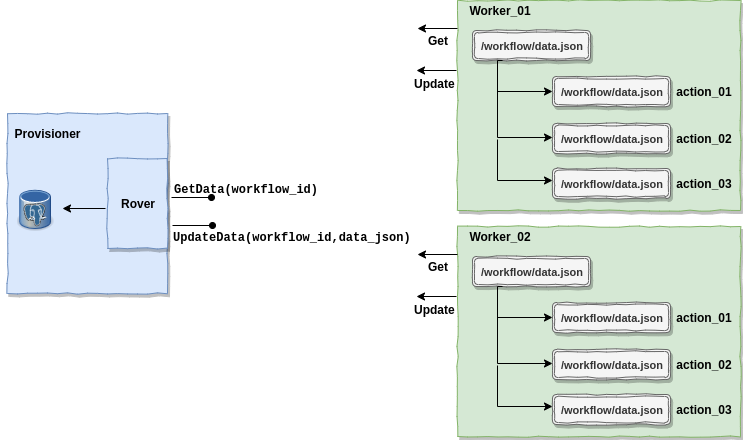 Provisioner
Rover
GetData(workflow_id)
UpdateData(workflow_id,data_json)
Worker_01
Get
Update
/workflow/data.json
/workflow/data.json
action_01
/workflow/data.json
action_02
/workflow/data.json
action_03
Worker_02
Get
Update
/workflow/data.json
/workflow/data.json
action_01
/workflow/data.json
action_02
/workflow/data.json
action_03